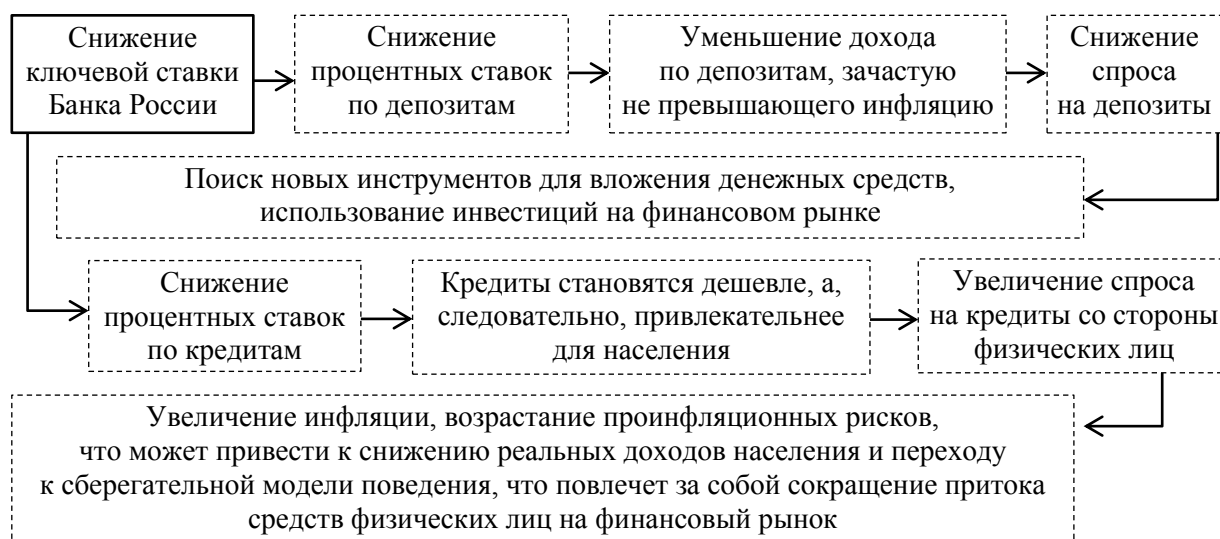 Снижение
ключевой ставки
Банка России
Снижение
процентных ставок
по депозитам
Уменьшение дохода
по депозитам, зачастую
не превышающего инфляцию
Снижение
спроса
на депозиты
Поиск новых инструментов для вложения денежных средств,
использование инвестиций на финансовом рынке
Снижение
процентных ставок
по кредитам
Кредиты становятся дешевле, а,
следовательно, привлекательнее
для населения
Увеличение спроса
на кредиты со стороны
физических лиц
Увеличение инфляции, возрастание проинфляционных рисков,
что может привести к снижению реальных доходов населения и переходу
к сберегательной модели поведения, что повлечет за собой сокращение притока
средств физических лиц на финансовый рынок